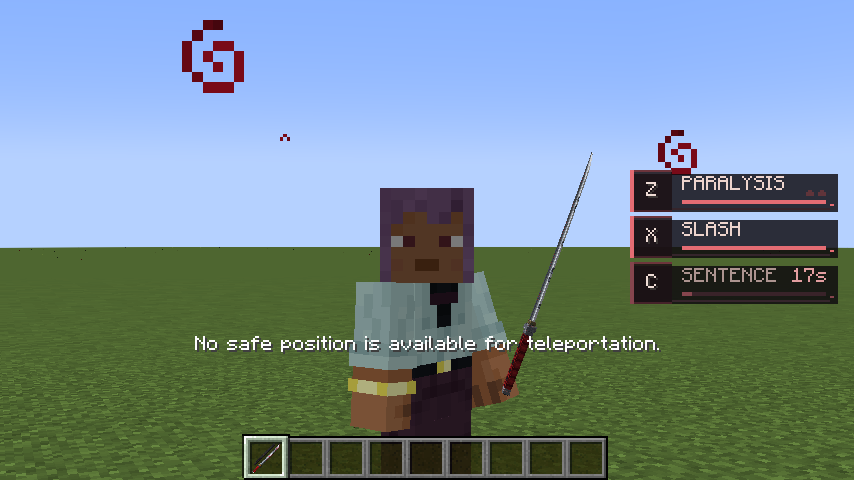 Z PARALYSIS
X SLASH
C SENTENCE 17s
No safe position is available for teleportation.